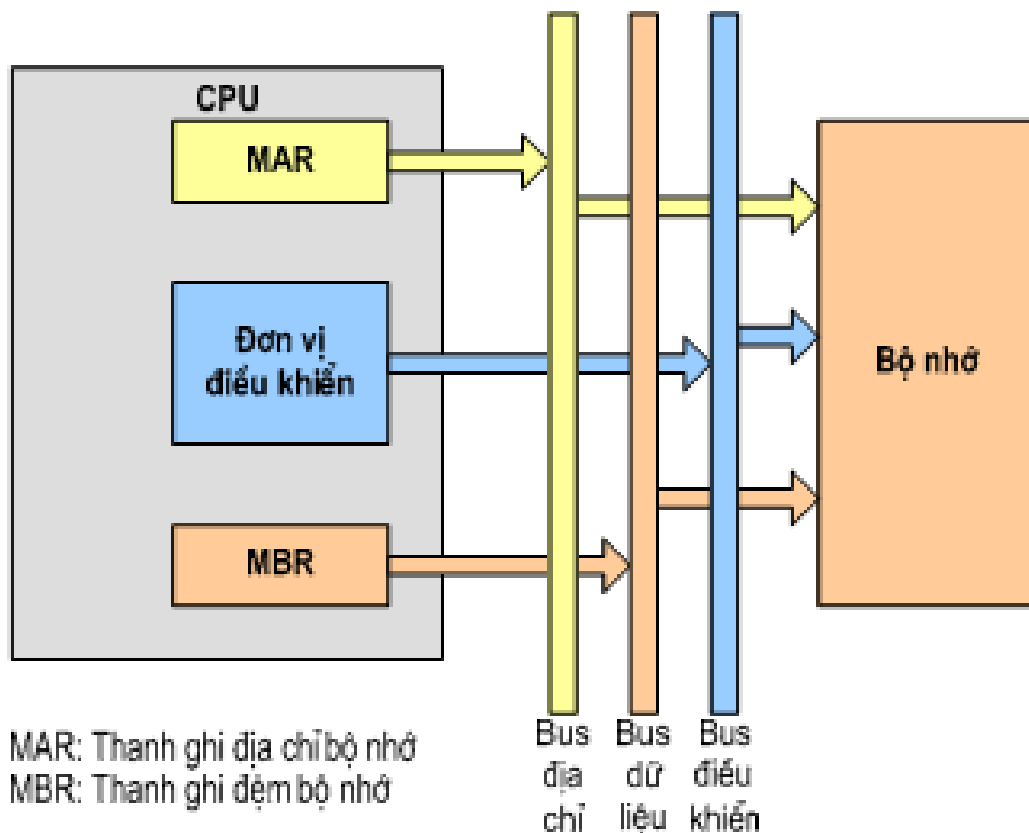 CPU
MAR
Đơn vị
điều khiển
MBR
Bộ nhớ
Bus
địa
chỉ
Bus
dữ
liệu
Bus
điều
khiển
MAR: Thanh ghi địa chỉ bộ nhớ
MBR: Thanh ghi đệm bộ nhớ